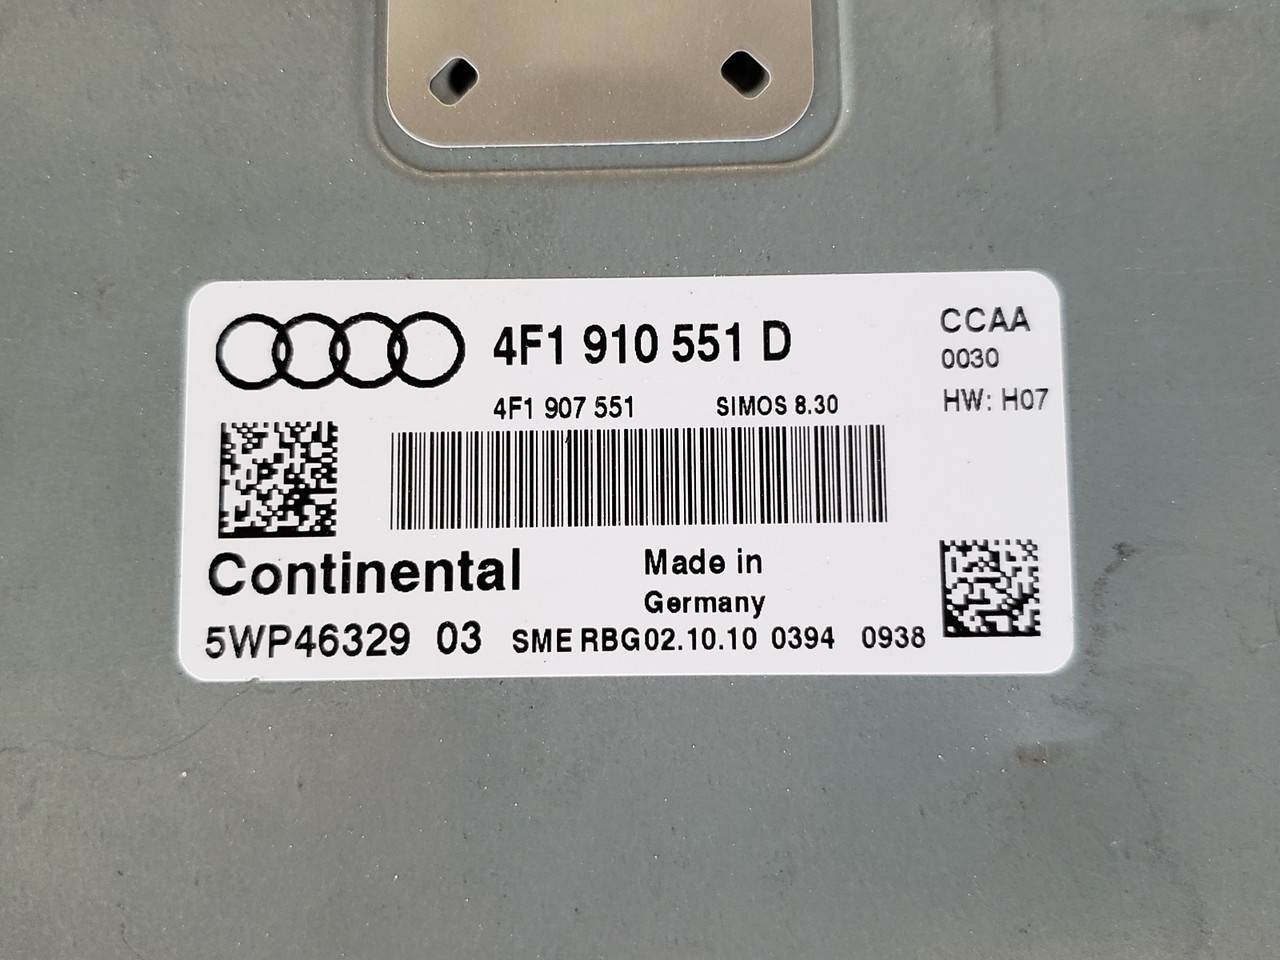 4F1 910 551 D
CCAA
0030
4F1 907 551 SIMOS 8.30
HW: H07
Continental
Made in
Germany
5WP46329 03 SME RBG02.10.10 0394 0938